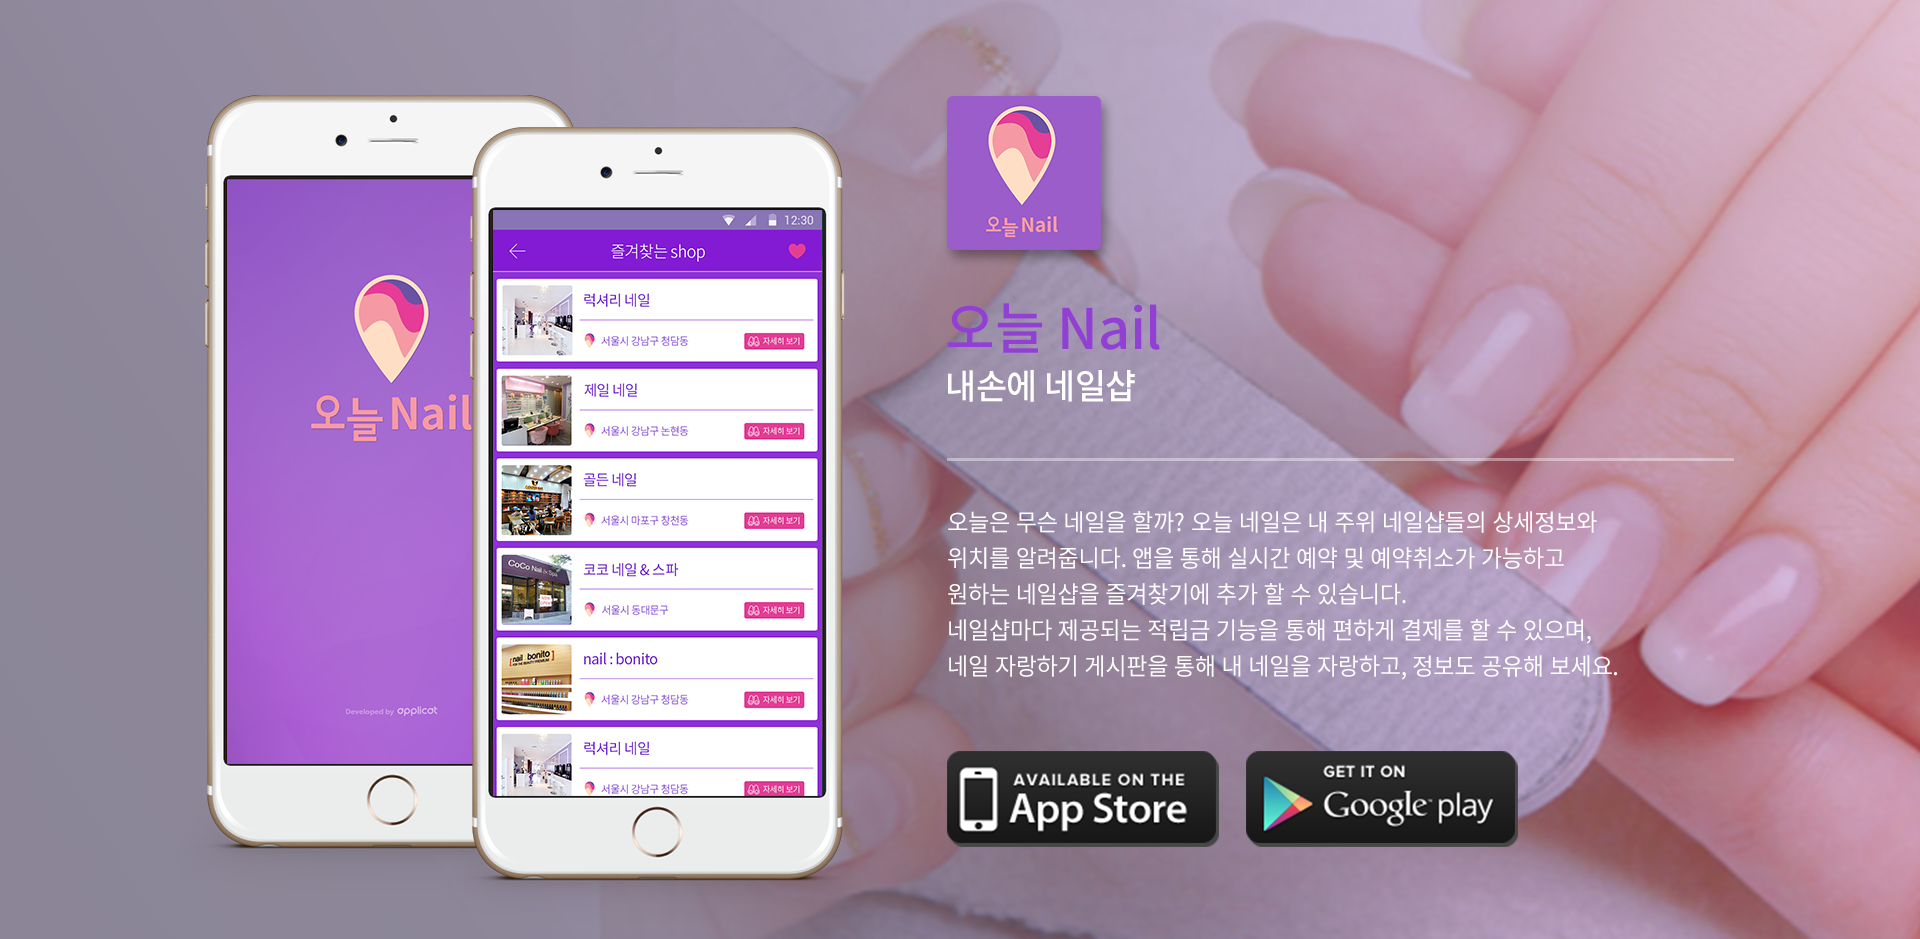 오늘 Nail
Developed by applicat
12:30
즐겨찾는 shop
럭셔리 네일
서울시 강남구 청담동
자세히 보기
제일 네일
서울시 강남구 논현동
자세히 보기
골든 네일
서울시 마포구 창천동
자세히 보기
CoCo Nail & Spa
코코 네일 & 스파
서울시 동대문구
자세히 보기
[nail bonito]
nail : bonito
서울시 강남구 청담동
자세히 보기
럭셔리 네일
서울시 강남구 청담동
자세히 보기
오늘 Nail
오늘 Nail
내손에 네일샵
오늘은 무슨 네일을 할까? 오늘 네일은 내 주위 네일샵들의 상세정보와
위치를 알려줍니다. 앱을 통해 실시간 예약 및 예약취소가 가능하고
원하는 네일샵을 즐겨찾기에 추가 할 수 있습니다.
네일샵마다 제공되는 적립금 기능을 통해 편하게 결제를 할 수 있으며,
네일 자랑하기 게시판을 통해 내 네일을 자랑하고, 정보도 공유해 보세요.
AVAILABLE ON THE
App Store
GET IT ON
Google play